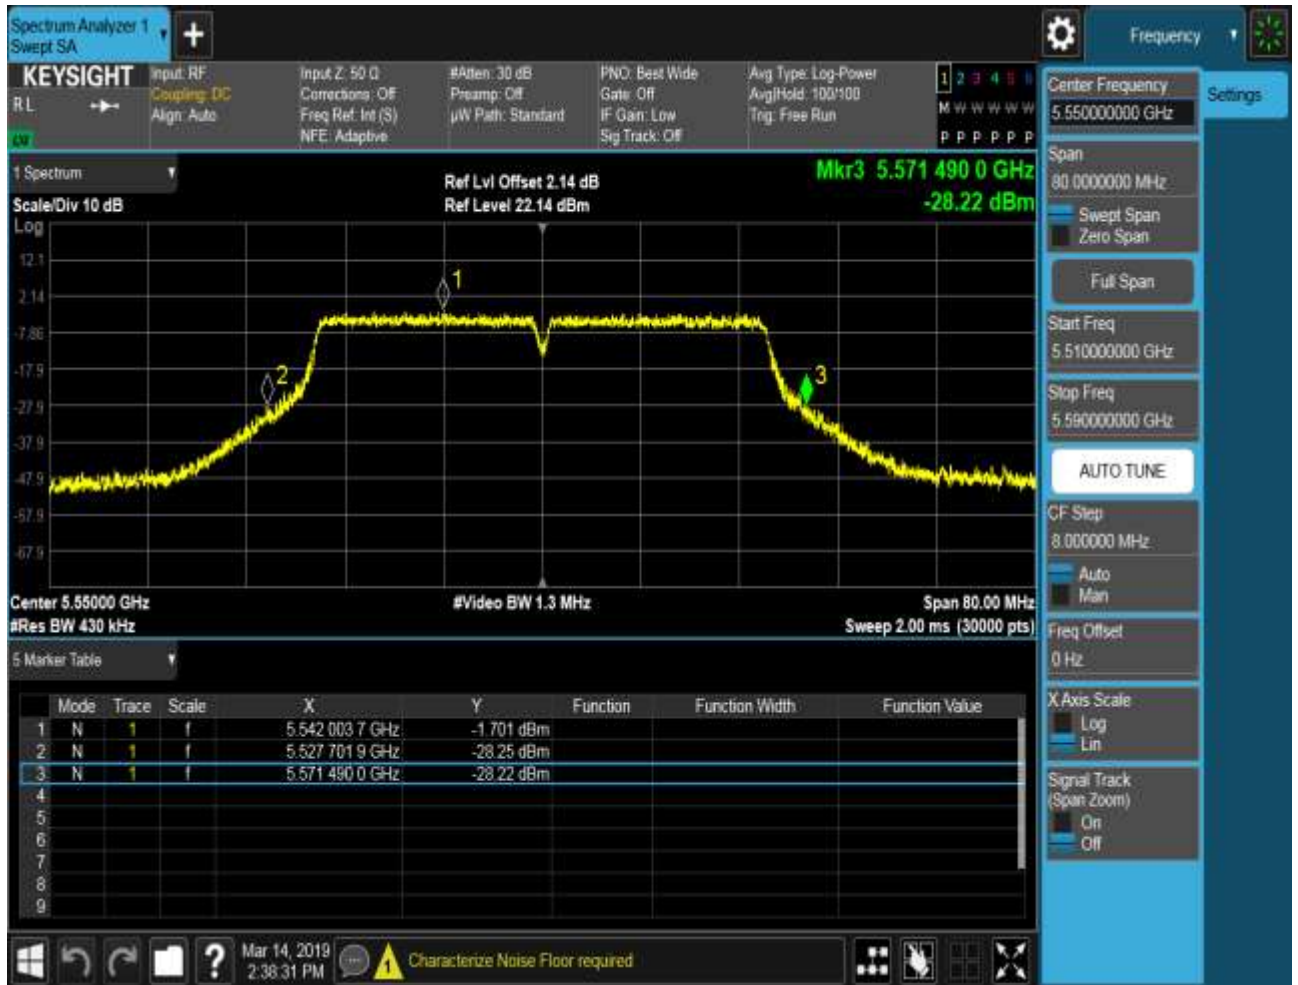 Spectrum Analyzer 1
Swept SA
Frequency
KEYSIGHT
RL
Input: RF
Coupling: DC
Align: Auto
Input Z: 50 Ω
Corrections: Off
Freq Ref: Int (S)
NFE: Adaptive
#Atten: 30 dB
Preamp: Off
µW Path: Standard
PNO: Best Wide
Gate: Off
IF Gain: Low
Sig Track: Off
Avg Type: Log-Power
Avg|Hold: 100/100
Trig: Free Run
1 2 3 4 5 6
M W W W W W
P P P P P P
1 Spectrum
Scale/Div 10 dB
Ref Lvl Offset 2.14 dB
Ref Level 22.14 dBm
Mkr3 5.571 490 0 GHz
-28.22 dBm
Log
12.1
2.14
-7.86
-17.9
-27.9
-37.9
-47.9
-57.9
-67.9
1
2
3
Center 5.55000 GHz
#Video BW 1.3 MHz
Span 80.00 MHz
#Res BW 430 kHz
Sweep 2.00 ms (30000 pts)
5 Marker Table
Mode Trace Scale X Y Function Function Width Function Value
1 N 1 f 5.542 003 7 GHz -1.701 dBm
2 N 1 f 5.527 701 9 GHz -28.25 dBm
3 N 1 f 5.571 490 0 GHz -28.22 dBm
4
5
6
7
8
9
Mar 14, 2019
2:38:31 PM
?
1
Characterize Noise Floor required
Center Frequency
5.550000000 GHz
Settings
Span
80.0000000 MHz
Swept Span
Zero Span
Full Span
Start Freq
5.510000000 GHz
Stop Freq
5.590000000 GHz
AUTO TUNE
CF Step
8.000000 MHz
Auto
Man
Freq Offset
0 Hz
X Axis Scale
Log
Lin
Signal Track
(Span Zoom)
On
Off